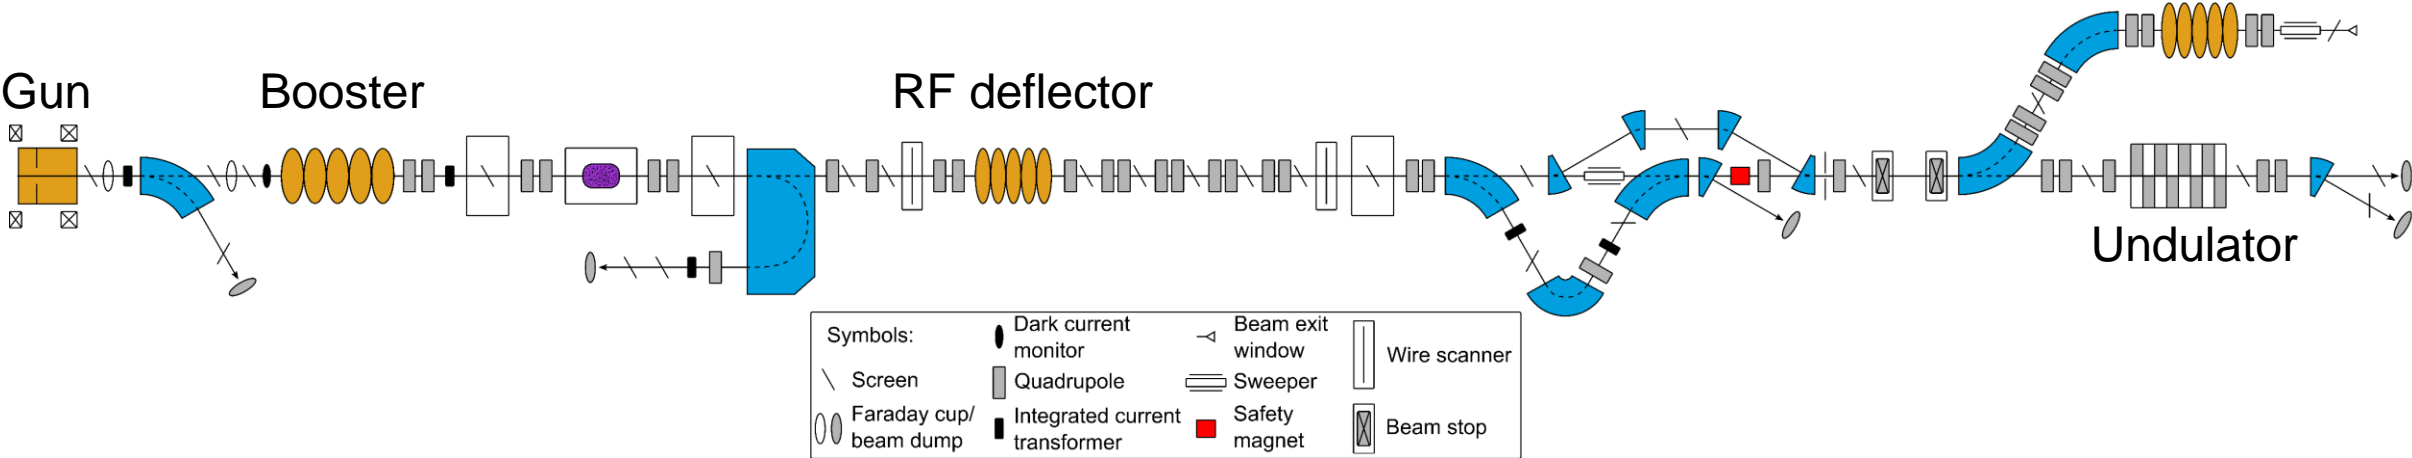 Gun
Booster
RF deflector
Undulator
Symbols:
Screen
Faraday cup/
beam dump
Dark current
monitor
Quadrupole
Integrated current
transformer
Beam exit
window
Sweeper
Safety
magnet
Wire scanner
Beam stop